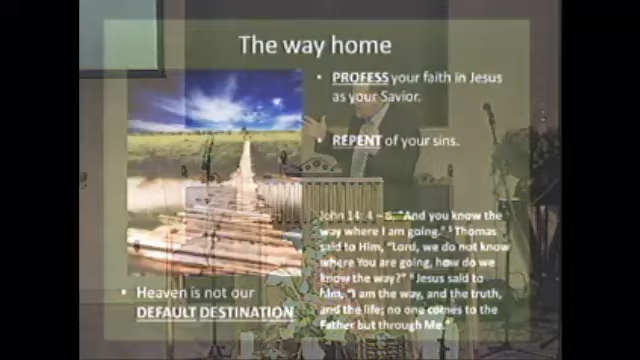 The way home
• PROFESS your faith in Jesus
as your Savior.
• REPENT of your sins.
John 14: 4 – 6, "And you know the
way where I am going." 5 Thomas
said to Him, "Lord, we do not know
where You are going, how do we
know the way?" 6 Jesus said to
him, "I am the way, and the truth,
and the life; no one comes to the
Father but through Me."
• Heaven is not our
DEFAULT DESTINATION